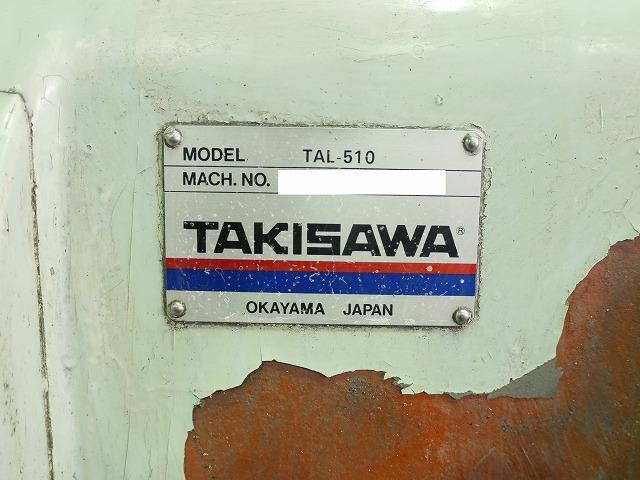 MODEL TAL-510
MACH. NO.
TAKISAWA®
OKAYAMA JAPAN